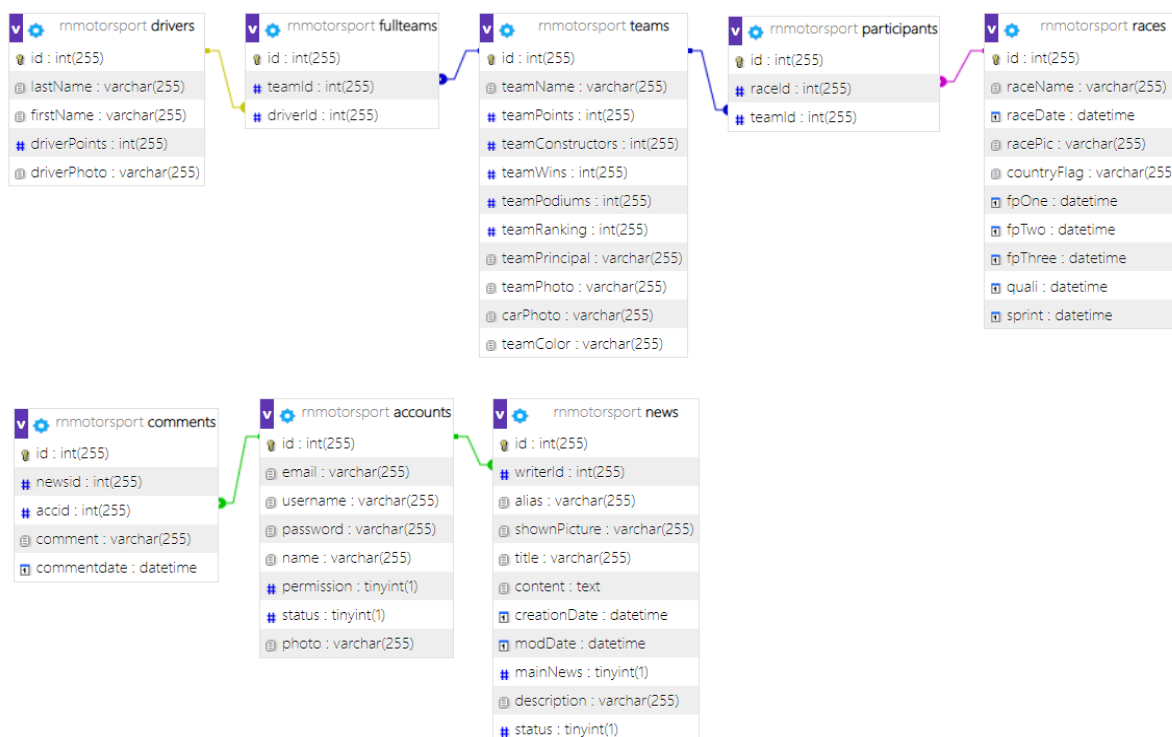 v rnmotorsport drivers
id : int(255)
lastName : varchar(255)
firstName : varchar(255)
# driverPoints : int(255)
driverPhoto : varchar(255)
v rnmotorsport fullteams
id : int(255)
# teamId : int(255)
# driverId : int(255)
v rnmotorsport teams
id : int(255)
teamName : varchar(255)
# teamPoints : int(255)
# teamConstructors : int(255)
# teamWins : int(255)
# teamPodiums : int(255)
# teamRanking : int(255)
teamPrincipal : varchar(255)
teamPhoto : varchar(255)
carPhoto : varchar(255)
teamColor : varchar(255)
v rnmotorsport participants
id : int(255)
# raceId : int(255)
# teamId : int(255)
v rnmotorsport races
id : int(255)
raceName : varchar(255)
raceDate : datetime
racePic : varchar(255)
countryFlag : varchar(255
fpOne : datetime
fpTwo : datetime
fpThree : datetime
quali : datetime
sprint : datetime
v rnmotorsport comments
id : int(255)
# newsid : int(255)
# accid : int(255)
comment : varchar(255)
commentdate : datetime
v rnmotorsport accounts
id : int(255)
email : varchar(255)
username : varchar(255)
password : varchar(255)
name : varchar(255)
# permission : tinyint(1)
# status : tinyint(1)
photo : varchar(255)
v rnmotorsport news
id : int(255)
# writerId : int(255)
alias : varchar(255)
shownPicture : varchar(255)
title : varchar(255)
content : text
creationDate : datetime
modDate : datetime
# mainNews : tinyint(1)
description : varchar(255)
# status : tinyint(1)